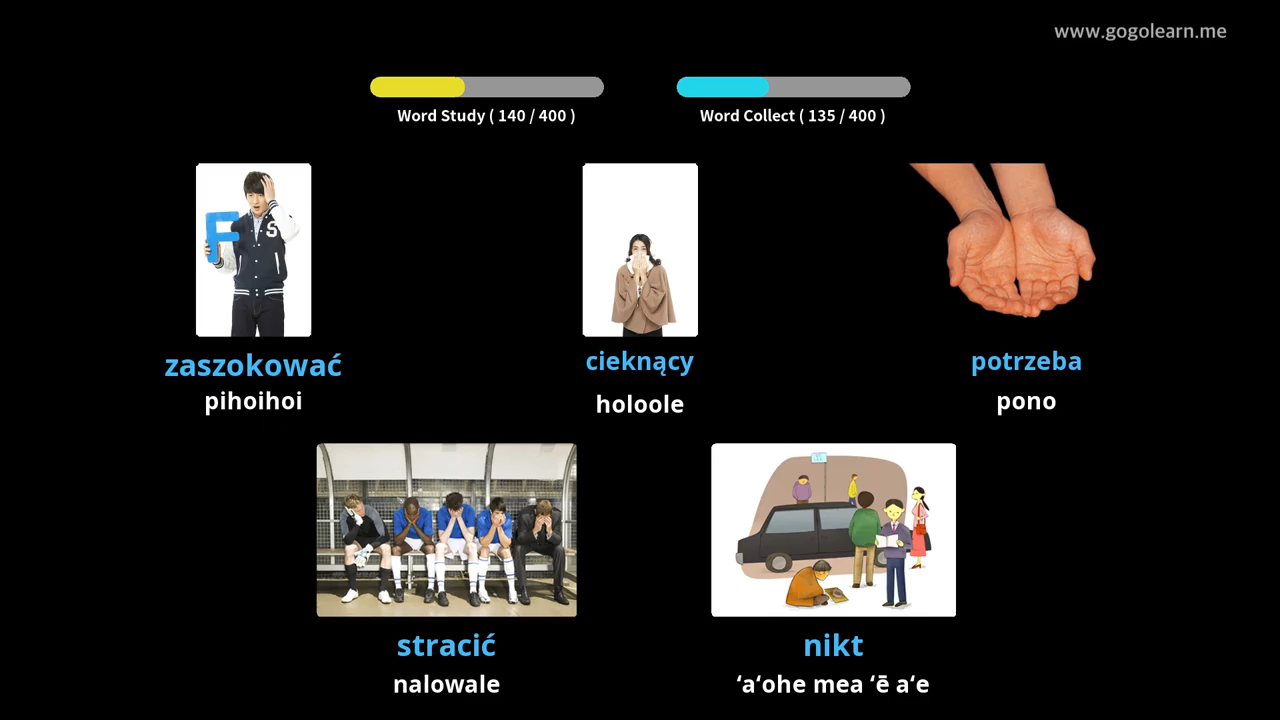 www.gogolearn.me
Word Study ( 140 / 400 )
Word Collect ( 135 / 400 )
F
S
zaszokować
cieknący
potrzeba
pihoihoi
holoole
pono
stracić
nikt
nalowale
ʻaʻohe mea ʻē aʻe